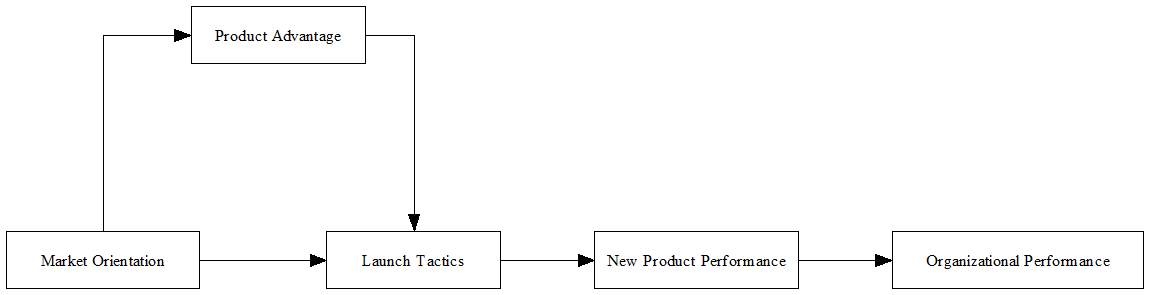 Product Advantage
Market Orientation
Launch Tactics
New Product Performance
Organizational Performance